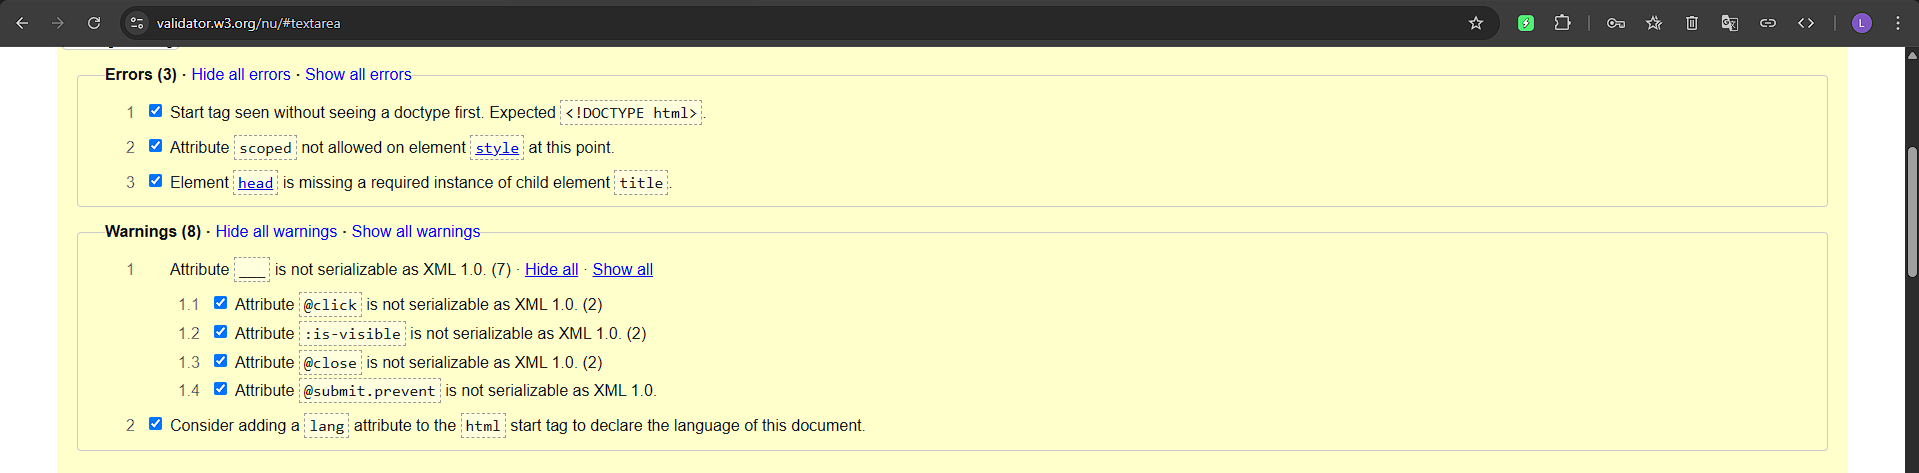 validator.w3.org/nu/#textarea
L
Errors (3) · Hide all errors · Show all errors
1 Start tag seen without seeing a doctype first. Expected <!DOCTYPE html>.
2 Attribute scoped not allowed on element style at this point.
3 Element head is missing a required instance of child element title.
Warnings (8) · Hide all warnings · Show all warnings
1 Attribute ___ is not serializable as XML 1.0. (7) · Hide all · Show all
1.1 Attribute @click is not serializable as XML 1.0. (2)
1.2 Attribute :is-visible is not serializable as XML 1.0. (2)
1.3 Attribute @close is not serializable as XML 1.0. (2)
1.4 Attribute @submit.prevent is not serializable as XML 1.0.
2 Consider adding a lang attribute to the html start tag to declare the language of this document.